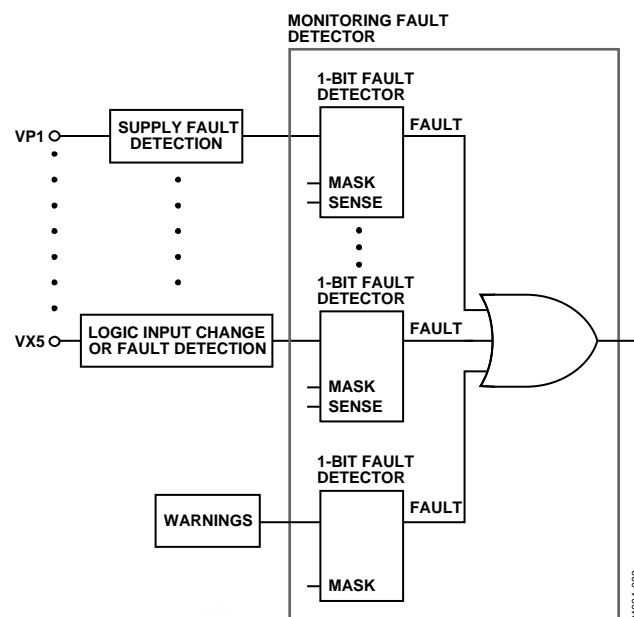 MONITORING FAULT
DETECTOR
1-BIT FAULT
DETECTOR
FAULT
VP1
SUPPLY FAULT
DETECTION
MASK
SENSE
1-BIT FAULT
DETECTOR
FAULT
VX5
LOGIC INPUT CHANGE
OR FAULT DETECTION
MASK
SENSE
1-BIT FAULT
DETECTOR
FAULT
WARNINGS
MASK